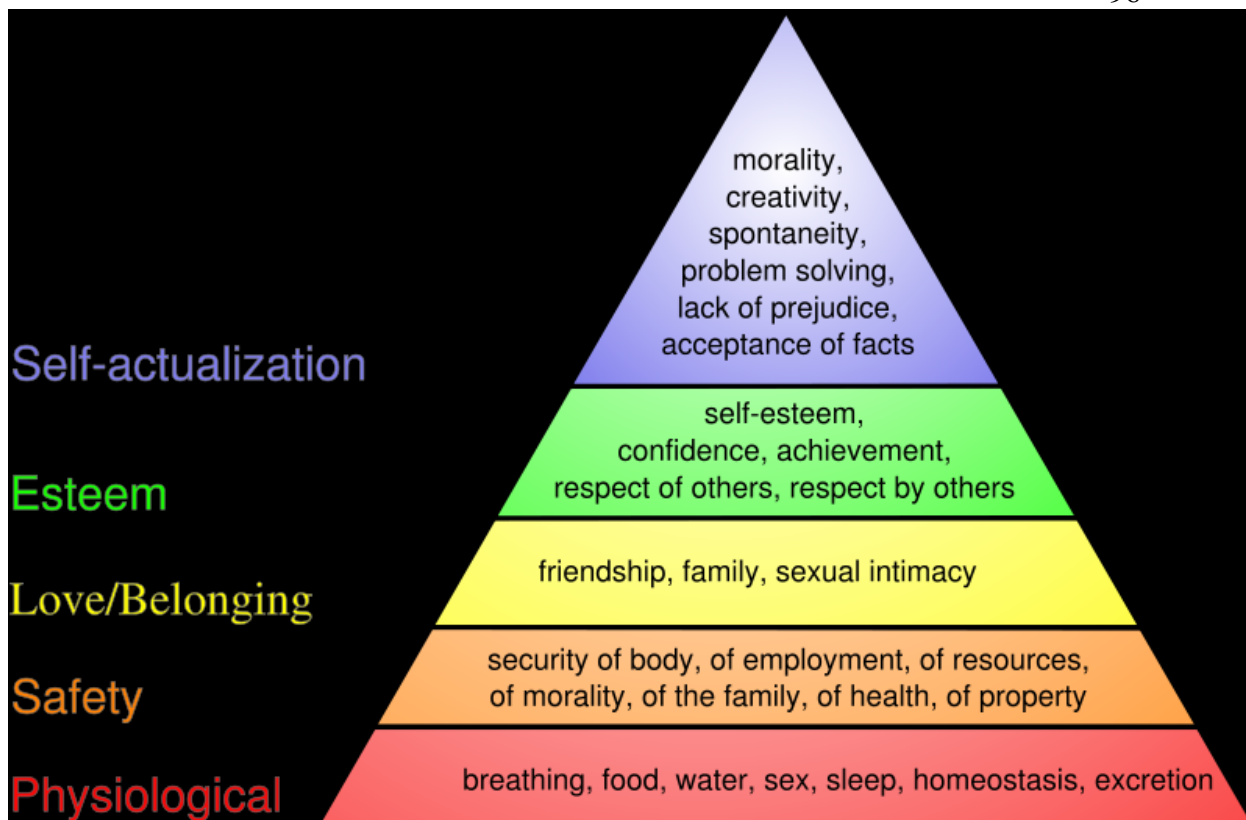 morality,
creativity,
spontaneity,
problem solving,
lack of prejudice,
acceptance of facts
Self-actualization
self-esteem,
confidence, achievement,
respect of others, respect by others
Esteem
friendship, family, sexual intimacy
Love/Belonging
security of body, of employment, of resources,
of morality, of the family, of health, of property
Safety
breathing, food, water, sex, sleep, homeostasis, excretion
Physiological